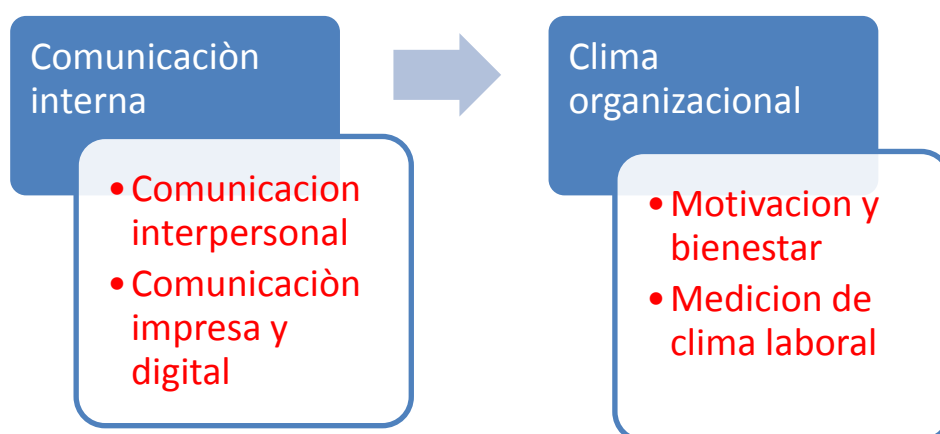 Comunicaciòn
interna
• Comunicacion
interpersonal
• Comunicaciòn
impresa y
digital
Clima
organizacional
• Motivacion y
bienestar
• Medicion de
clima laboral